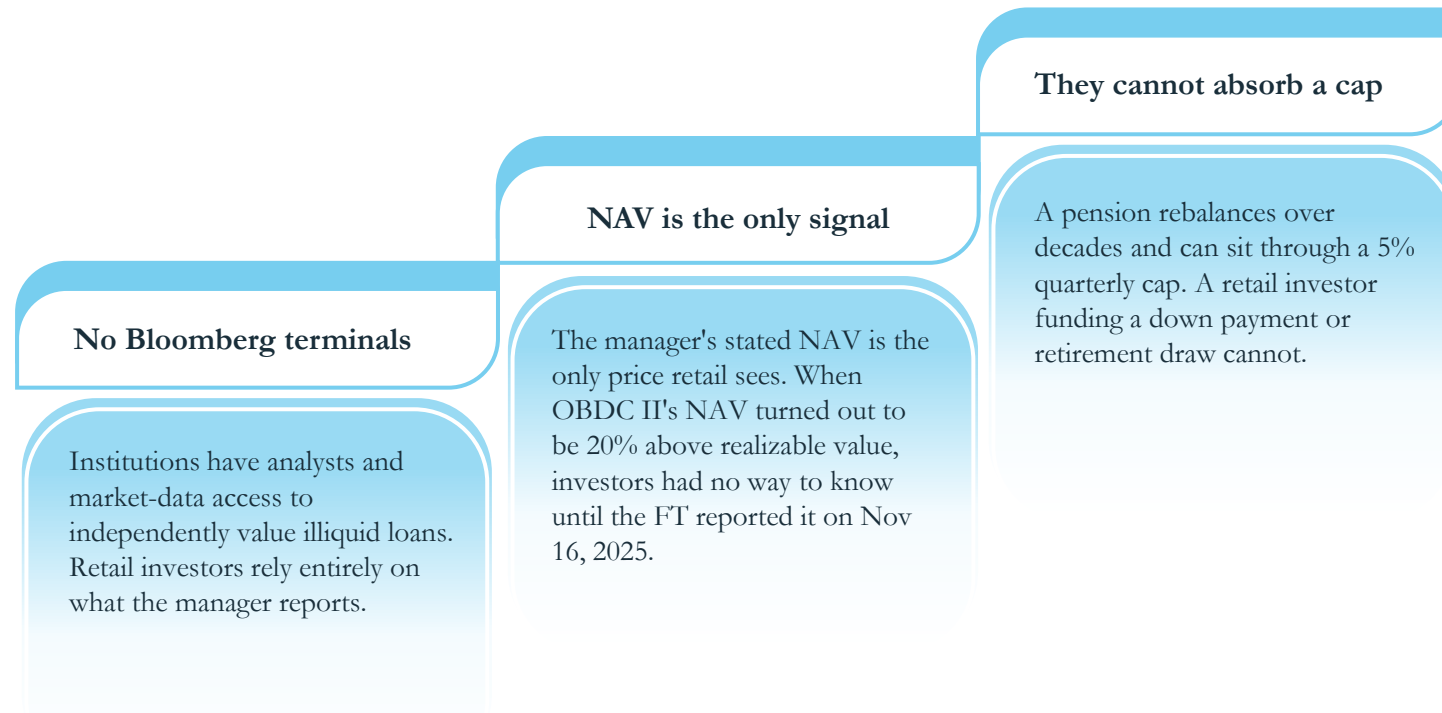 No Bloomberg terminals
Institutions have analysts and
market-data access to
independently value illiquid loans.
Retail investors rely entirely on
what the manager reports.
NAV is the only signal
The manager's stated NAV is the
only price retail sees. When
OBDC II's NAV turned out to
be 20% above realizable value,
investors had no way to know
until the FT reported it on Nov
16, 2025.
They cannot absorb a cap
A pension rebalances over
decades and can sit through a 5%
quarterly cap. A retail investor
funding a down payment or
retirement draw cannot.